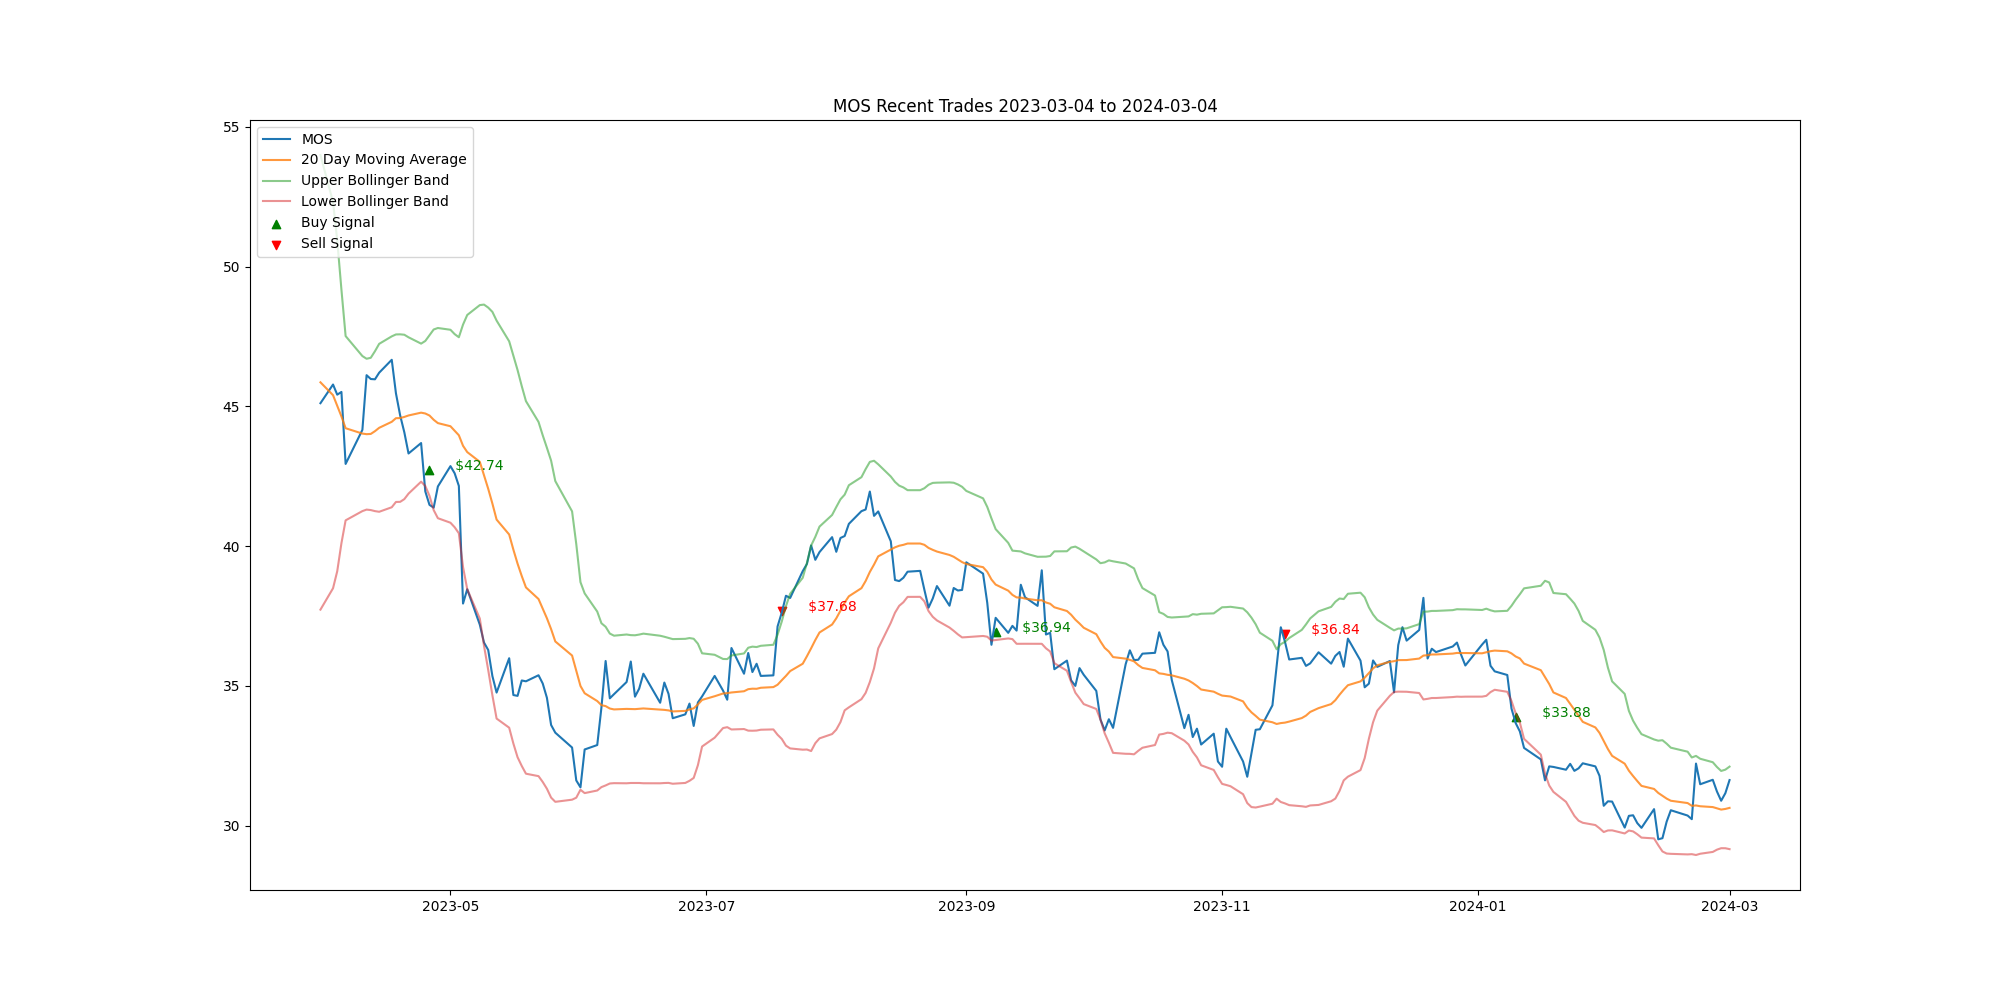 MOS Recent Trades 2023-03-04 to 2024-03-04
55
50
45
40
35
30
MOS
20 Day Moving Average
Upper Bollinger Band
Lower Bollinger Band
Buy Signal
Sell Signal
$42.74
$37.68
$36.94
$36.84
$33.88
2023-05
2023-07
2023-09
2023-11
2024-01
2024-03